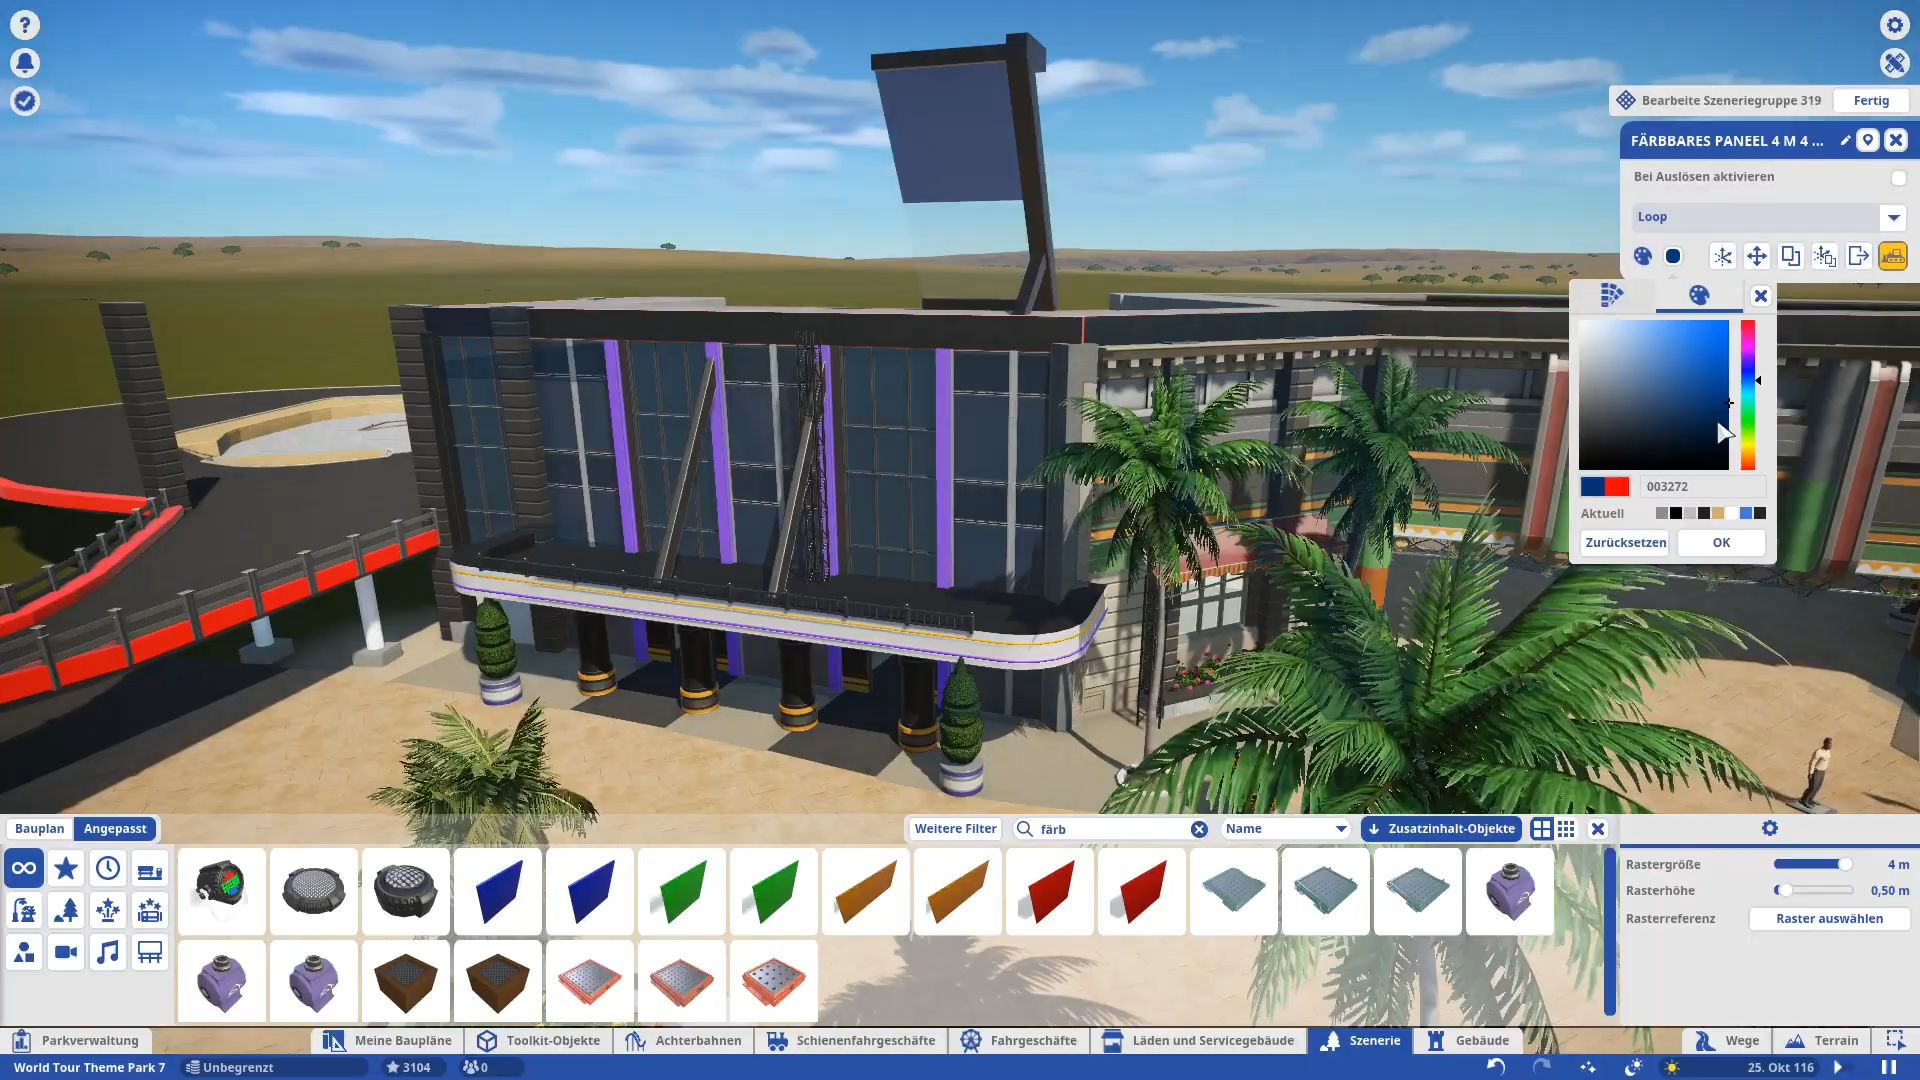 ?
Bearbeite Szeneriegruppe 319
Fertig
FÄRBBARES PANEEL 4 M 4 ...
Bei Auslösen aktivieren
Loop
003272
Aktuell
Zurücksetzen
OK
Bauplan
Angepasst
Weitere Filter
färb
Name
Zusatzinhalt-Objekte
Rastergröße
4 m
Rasterhöhe
0,50 m
Rasterreferenz
Raster auswählen
Parkverwaltung
Meine Baupläne
Toolkit-Objekte
Achterbahnen
Schienenfahrgeschäfte
Fahrgeschäfte
Läden und Servicegebäude
Szenerie
Gebäude
Wege
Terrain
World Tour Theme Park 7
Unbegrenzt
3104
0
25. Okt 116